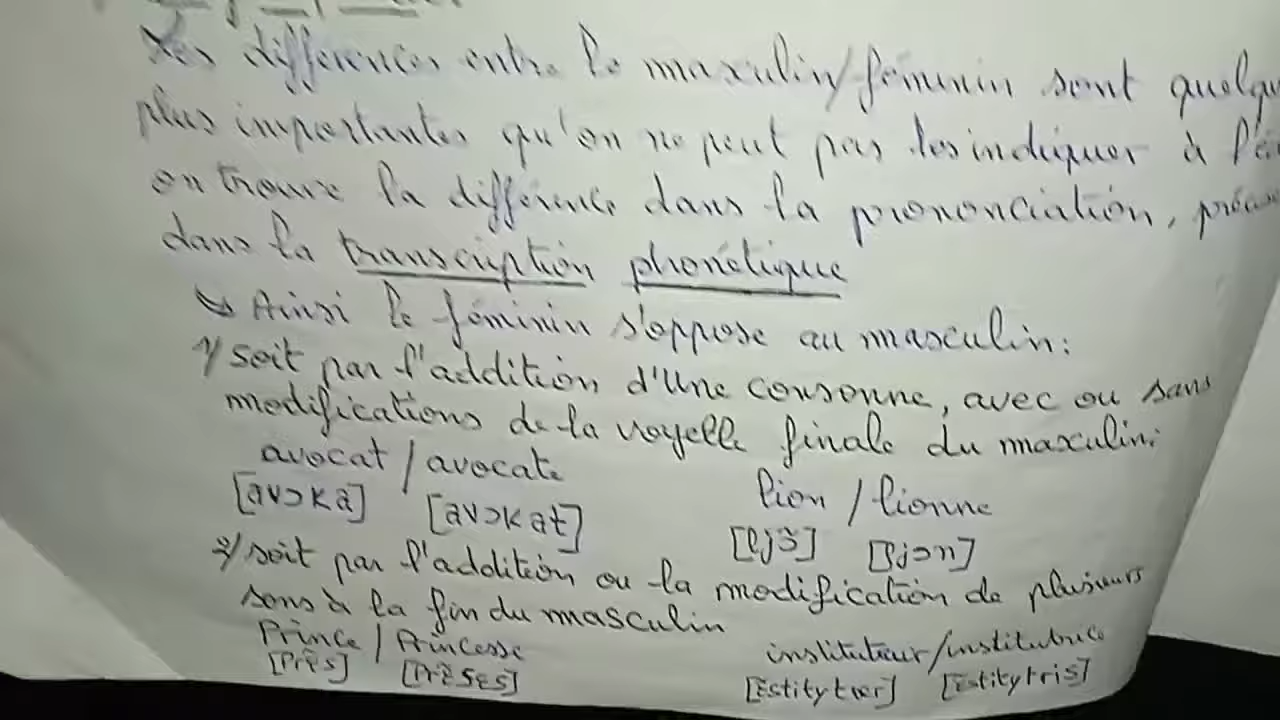 Les différences entre le masculin/féminin sont quelqu
plus importantes qu'on ne peut pas les indiquer à l'é
on trouve la différence dans la prononciation, préci
dans la transcription phonétique
↳ Ainsi le féminin s'oppose au masculin:
1/ soit par l'addition d'une consonne, avec ou sans
modifications de la voyelle finale du masculin:
avocat / avocate
lion / lionne
[avɔka] [avɔkat]
[ljɔ̃] [ljɔn]
2/ soit par l'addition ou la modification de plusieurs
sons à la fin du masculin
Prince / Princesse
instituteur/institutrice
[Prɛ̃s] [Prɛ̃sɛs]
[ɛ̃stitytœr] [ɛ̃stitytris]